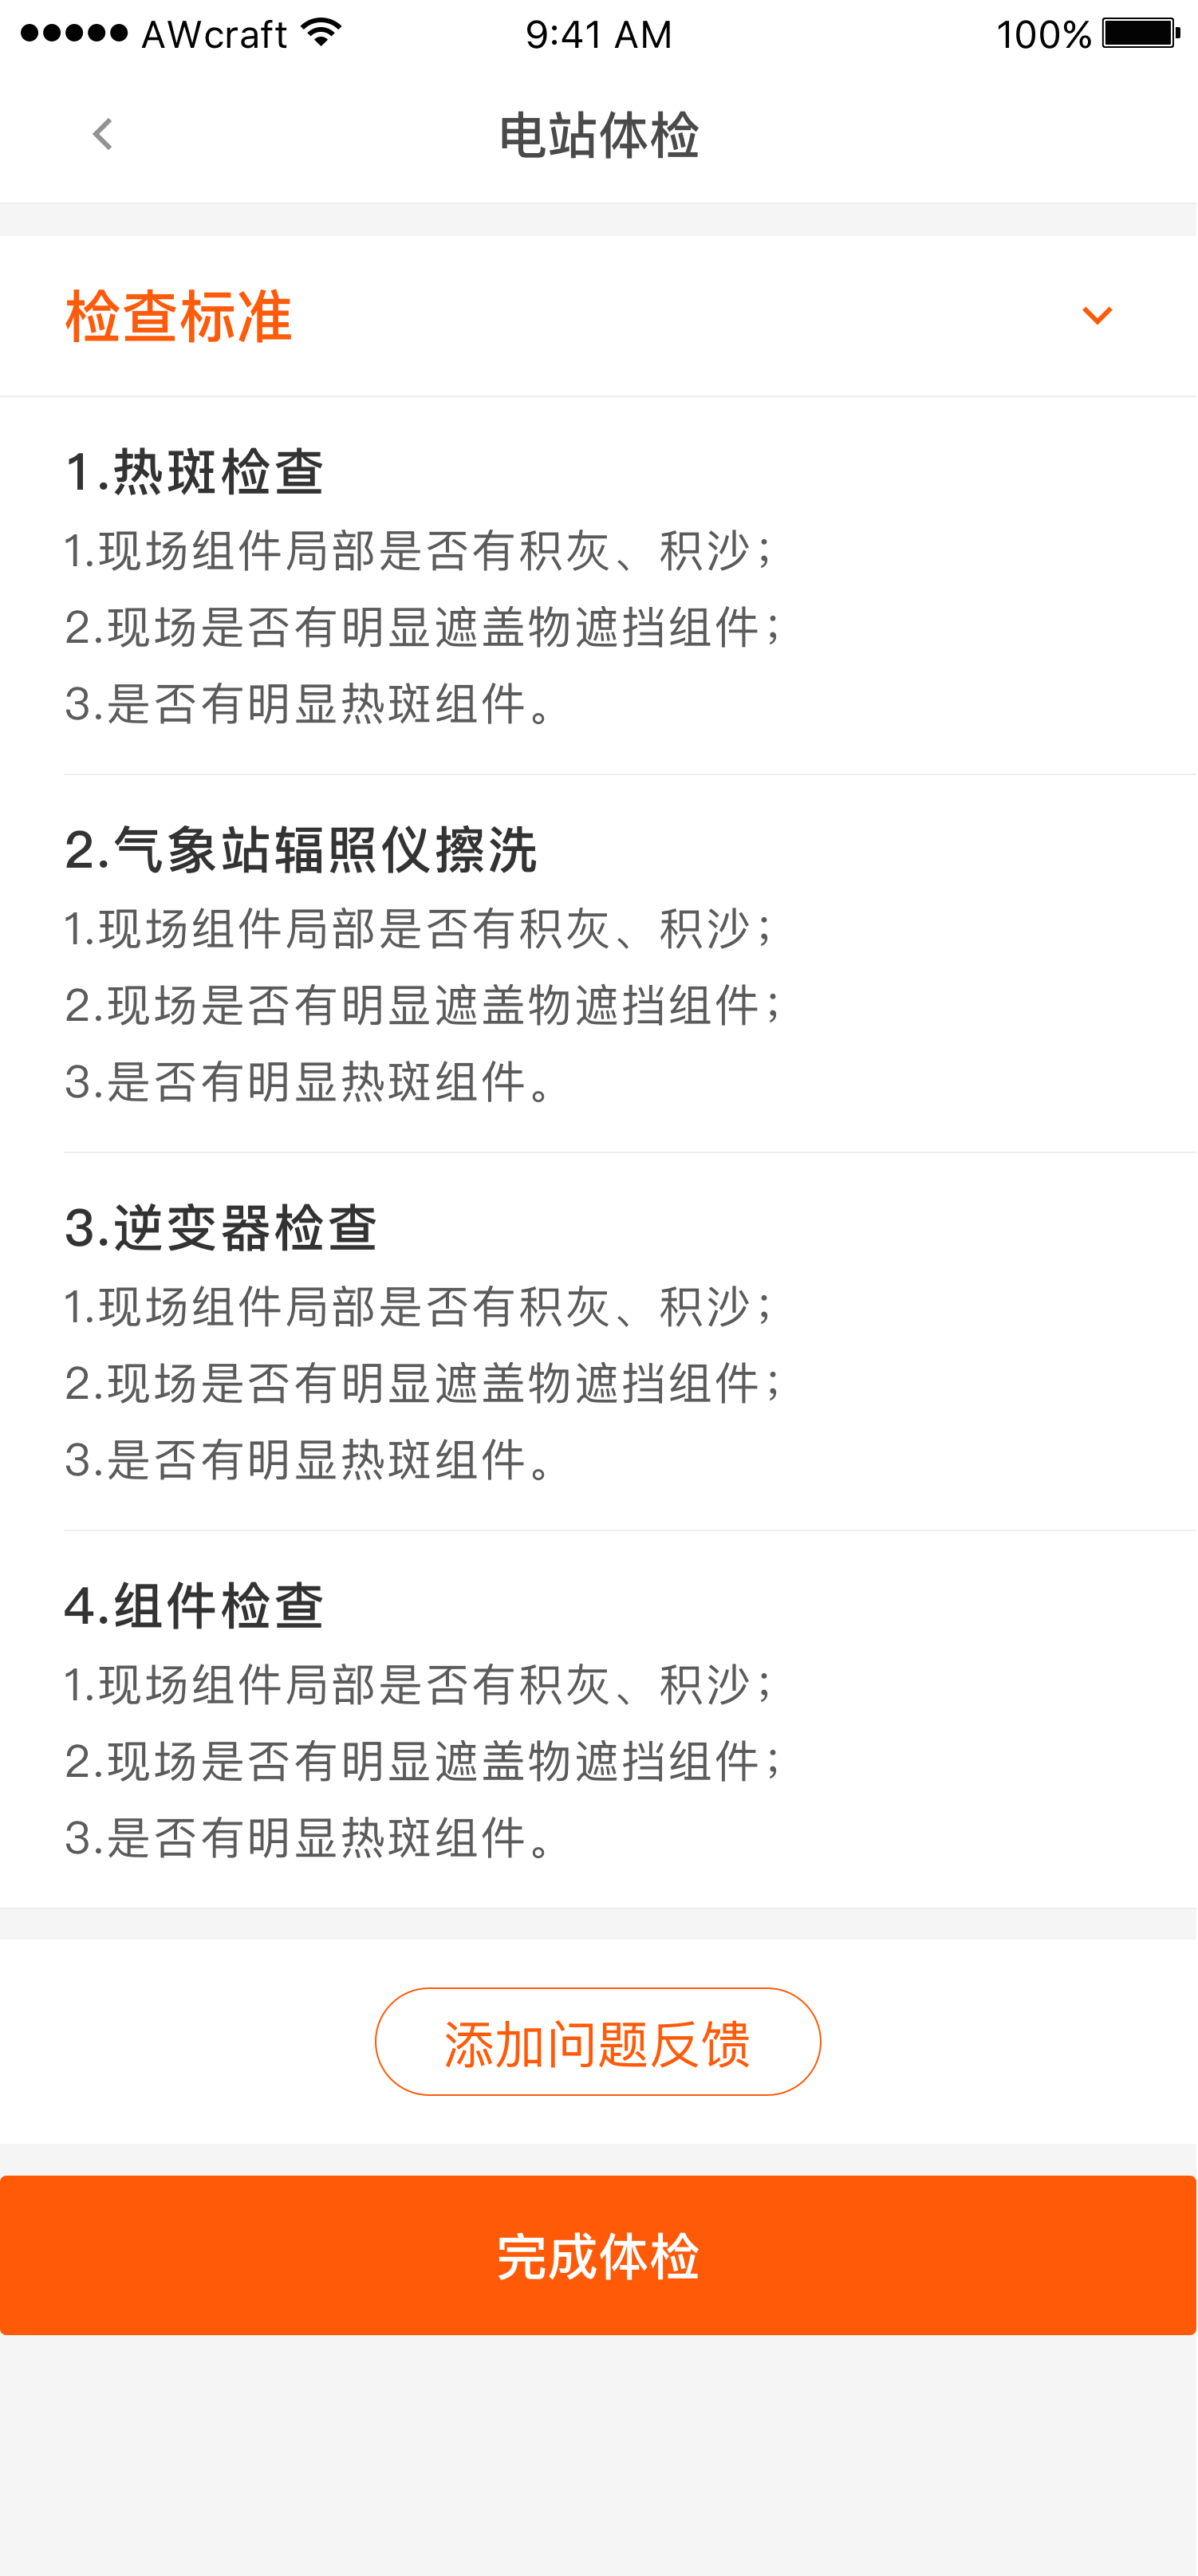 AWcraft 9:41 AM 100%
电站体检
检查标准
1.热斑检查
1.现场组件局部是否有积灰、积沙；
2.现场是否有明显遮盖物遮挡组件；
3.是否有明显热斑组件。
2.气象站辐照仪擦洗
1.现场组件局部是否有积灰、积沙；
2.现场是否有明显遮盖物遮挡组件；
3.是否有明显热斑组件。
3.逆变器检查
1.现场组件局部是否有积灰、积沙；
2.现场是否有明显遮盖物遮挡组件；
3.是否有明显热斑组件。
4.组件检查
1.现场组件局部是否有积灰、积沙；
2.现场是否有明显遮盖物遮挡组件；
3.是否有明显热斑组件。
添加问题反馈
完成体检